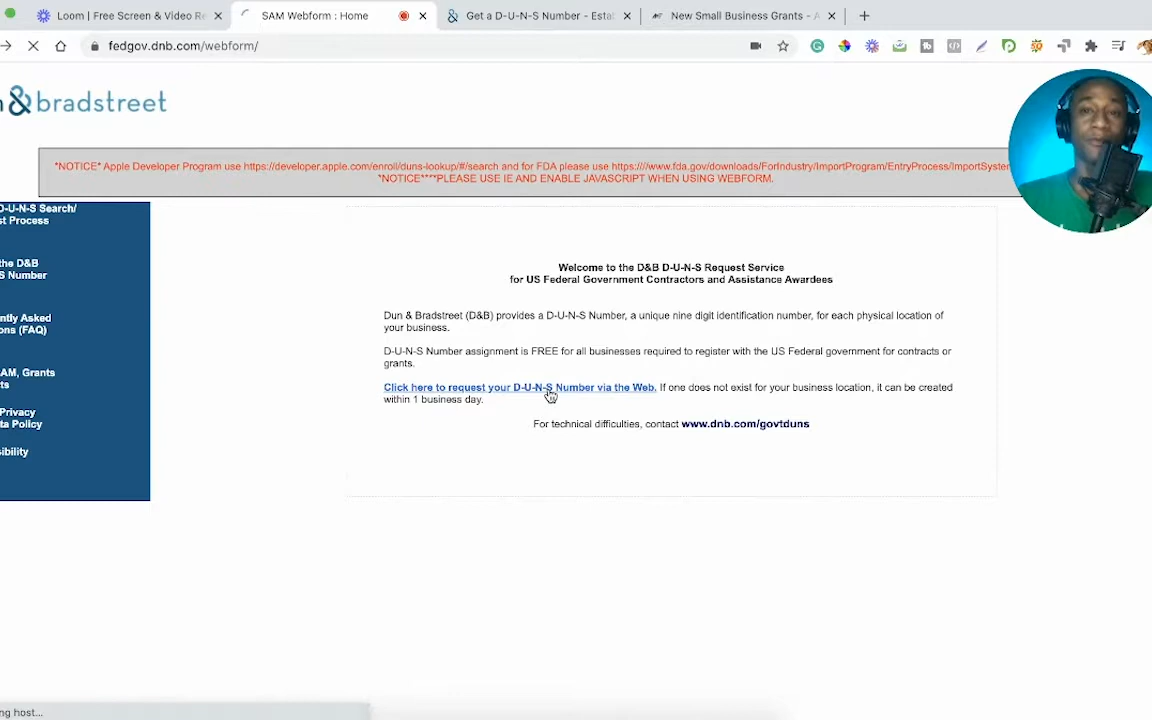 Loom | Free Screen & Video Re
SAM Webform : Home
Get a D-U-N-S Number - Esta
New Small Business Grants - A
fedgov.dnb.com/webform/
& bradstreet
*NOTICE* Apple Developer Program use https://developer.apple.com/enroll/duns-lookup/#/search and for FDA please use https:////www.fda.gov/downloads/ForIndustry/ImportProgram/EntryProcess/ImportSyster
*NOTICE****PLEASE USE IE AND ENABLE JAVASCRIPT WHEN USING WEBFORM.
D-U-N-S Search/
st Process
the D&B
S Number
ntly Asked
ons (FAQ)
AM, Grants
ts
Privacy
ta Policy
sibility
Welcome to the D&B D-U-N-S Request Service
for US Federal Government Contractors and Assistance Awardees
Dun & Bradstreet (D&B) provides a D-U-N-S Number, a unique nine digit identification number, for each physical location of
your business.
D-U-N-S Number assignment is FREE for all businesses required to register with the US Federal government for contracts or
grants.
Click here to request your D-U-N-S Number via the Web. If one does not exist for your business location, it can be created
within 1 business day.
For technical difficulties, contact www.dnb.com/govtduns
ng host...